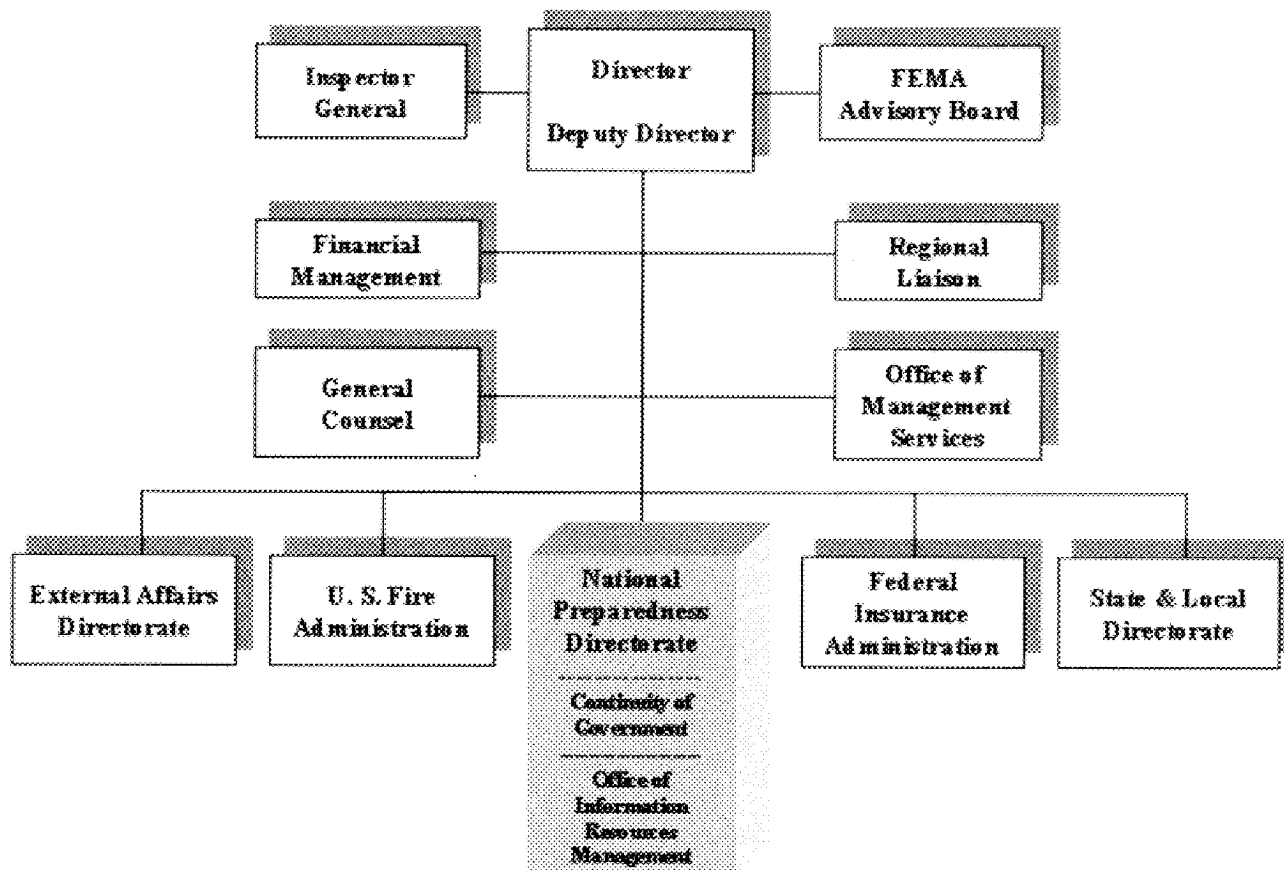 Inspector
General
Director
Deputy Director
FEMA
Advisory Board
Financial
Management
Regional
Liaison
General
Counsel
Office of
Management
Services
External Affairs
Directorate
U. S. Fire
Administration
National
Preparedness
Directorate
Continuity of
Government
Office of
Information
Resources
Management
Federal
Insurance
Administration
State & Local
Directorate